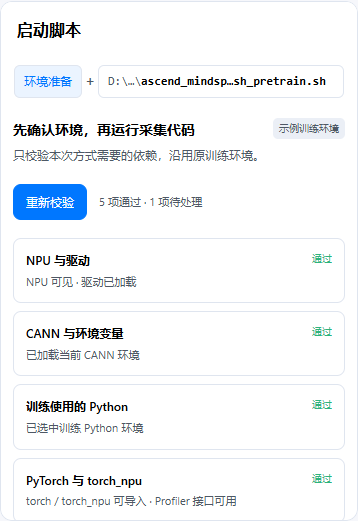 启动脚本
环境准备 + D:\…\ascend_mindsp…sh_pretrain.sh
先确认环境，再运行采集代码 示例训练环境
只校验本次方式需要的依赖，沿用原训练环境。
重新校验 5 项通过 · 1 项待处理
NPU 与驱动 通过
NPU 可见 · 驱动已加载
CANN 与环境变量 通过
已加载当前 CANN 环境
训练使用的 Python 通过
已选中训练 Python 环境
PyTorch 与 torch_npu 通过
torch / torch_npu 可导入 · Profiler 接口可用